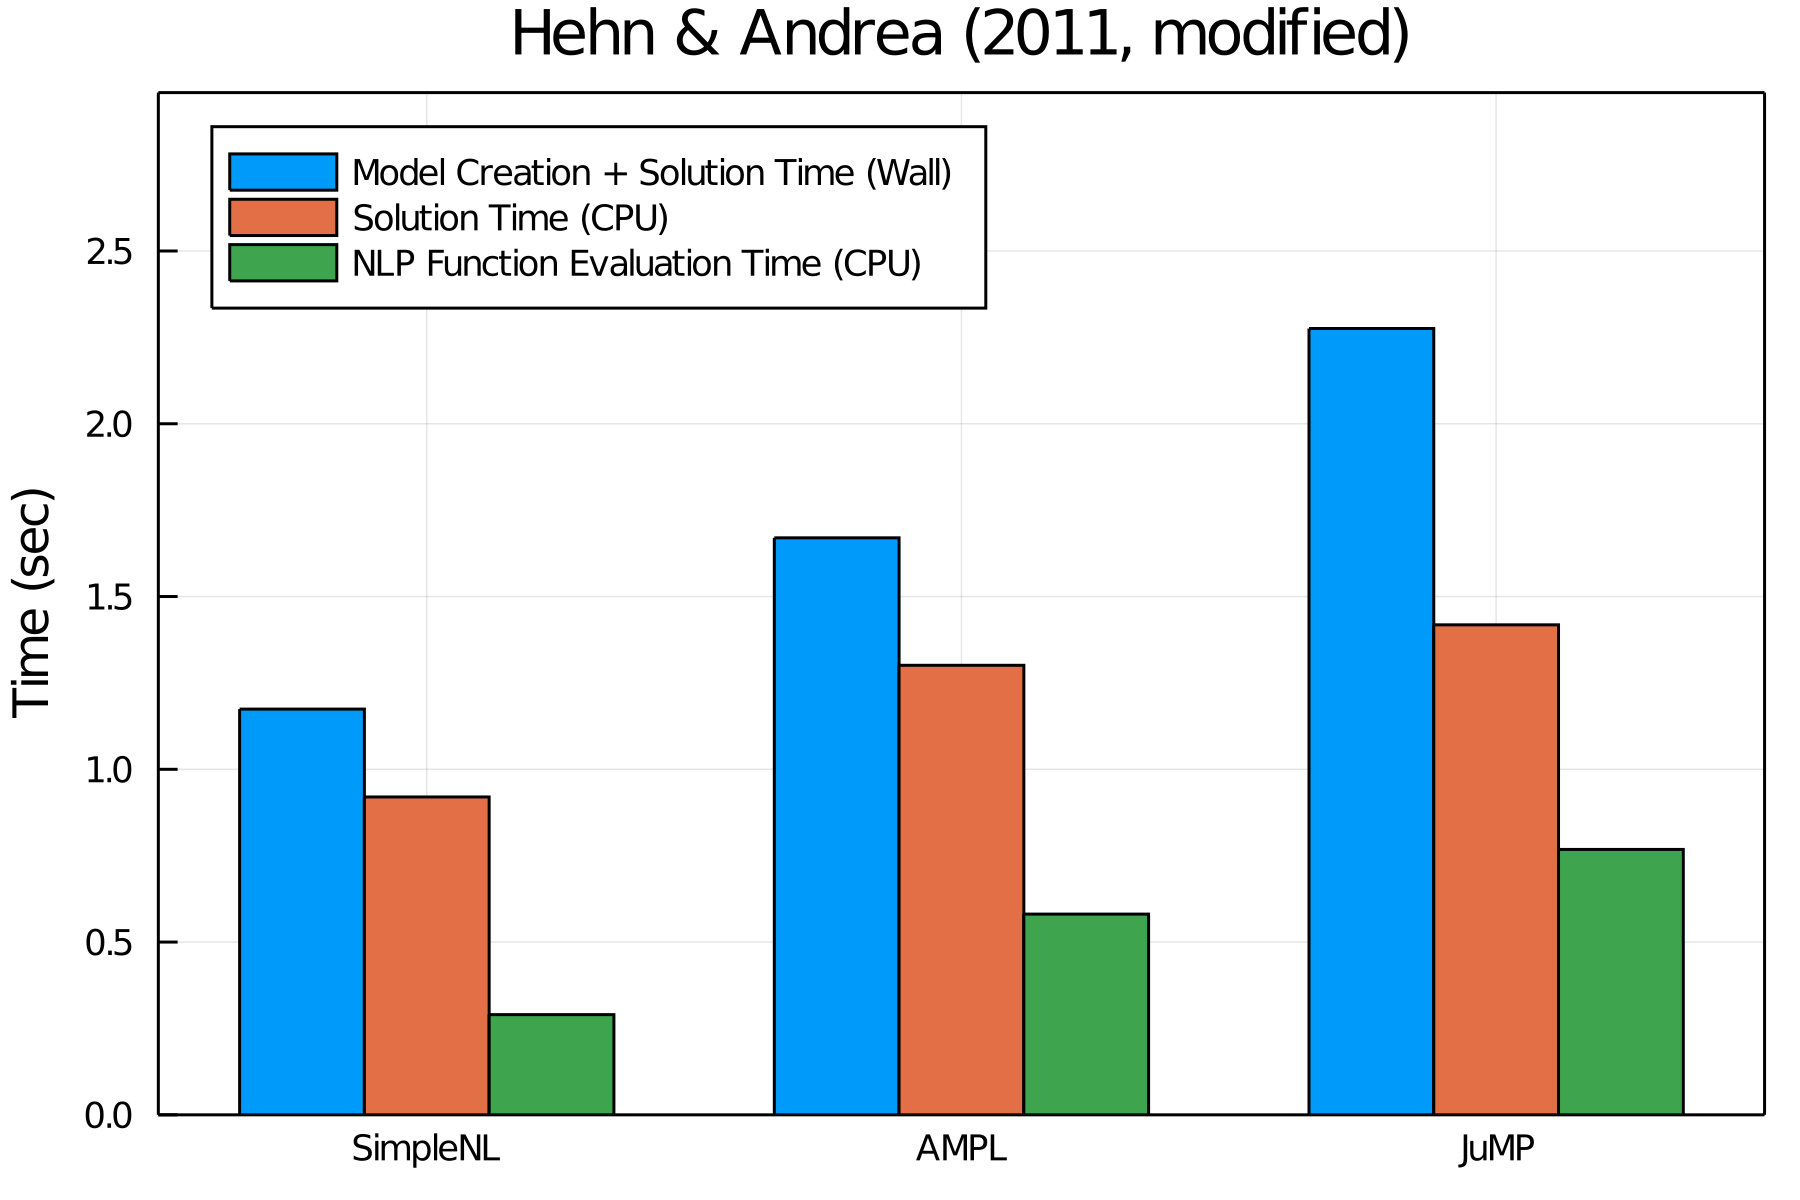 Hehn & Andrea (2011, modified)
Model Creation + Solution Time (Wall)
Solution Time (CPU)
NLP Function Evaluation Time (CPU)
2.5
2.0
1.5
1.0
0.5
0.0
Time (sec)
SimpleNL
AMPL
JuMP